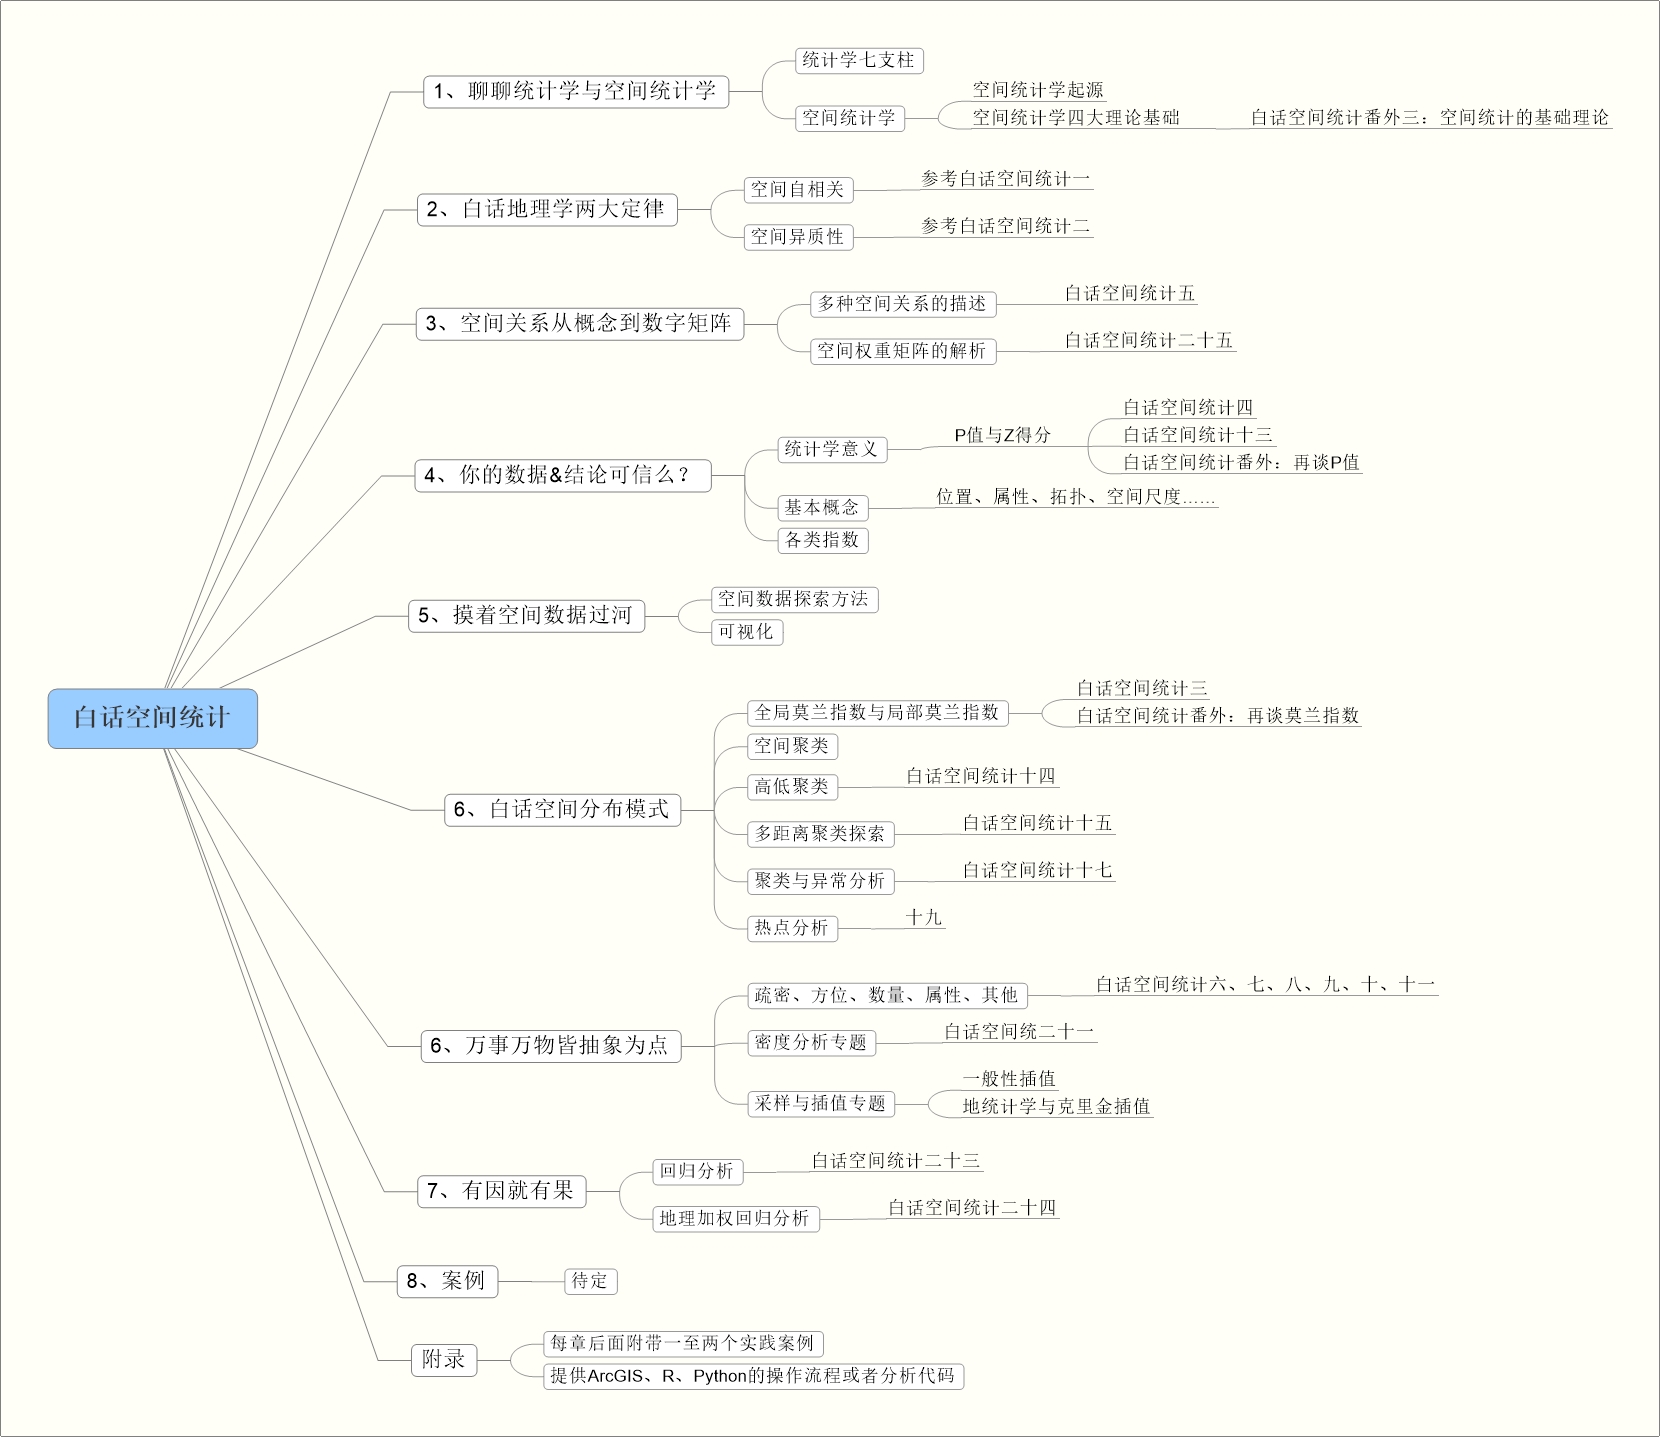 白话空间统计
1、聊聊统计学与空间统计学
统计学七支柱
空间统计学
空间统计学起源
空间统计学四大理论基础
白话空间统计番外三：空间统计的基础理论
2、白话地理学两大定律
空间自相关
参考白话空间统计一
空间异质性
参考白话空间统计二
3、空间关系从概念到数字矩阵
多种空间关系的描述
白话空间统计五
空间权重矩阵的解析
白话空间统计二十五
4、你的数据&结论可信么？
统计学意义
P值与Z得分
白话空间统计四
白话空间统计十三
白话空间统计番外：再谈P值
基本概念
位置、属性、拓扑、空间尺度……
各类指数
5、摸着空间数据过河
空间数据探索方法
可视化
6、白话空间分布模式
全局莫兰指数与局部莫兰指数
白话空间统计三
白话空间统计番外：再谈莫兰指数
空间聚类
高低聚类
白话空间统计十四
多距离聚类探索
白话空间统计十五
聚类与异常分析
白话空间统计十七
热点分析
十九
6、万事万物皆抽象为点
疏密、方位、数量、属性、其他
白话空间统计六、七、八、九、十、十一
密度分析专题
白话空间统二十一
采样与插值专题
一般性插值
地统计学与克里金插值
7、有因就有果
回归分析
白话空间统计二十三
地理加权回归分析
白话空间统计二十四
8、案例
待定
附录
每章后面附带一至两个实践案例
提供ArcGIS、R、Python的操作流程或者分析代码